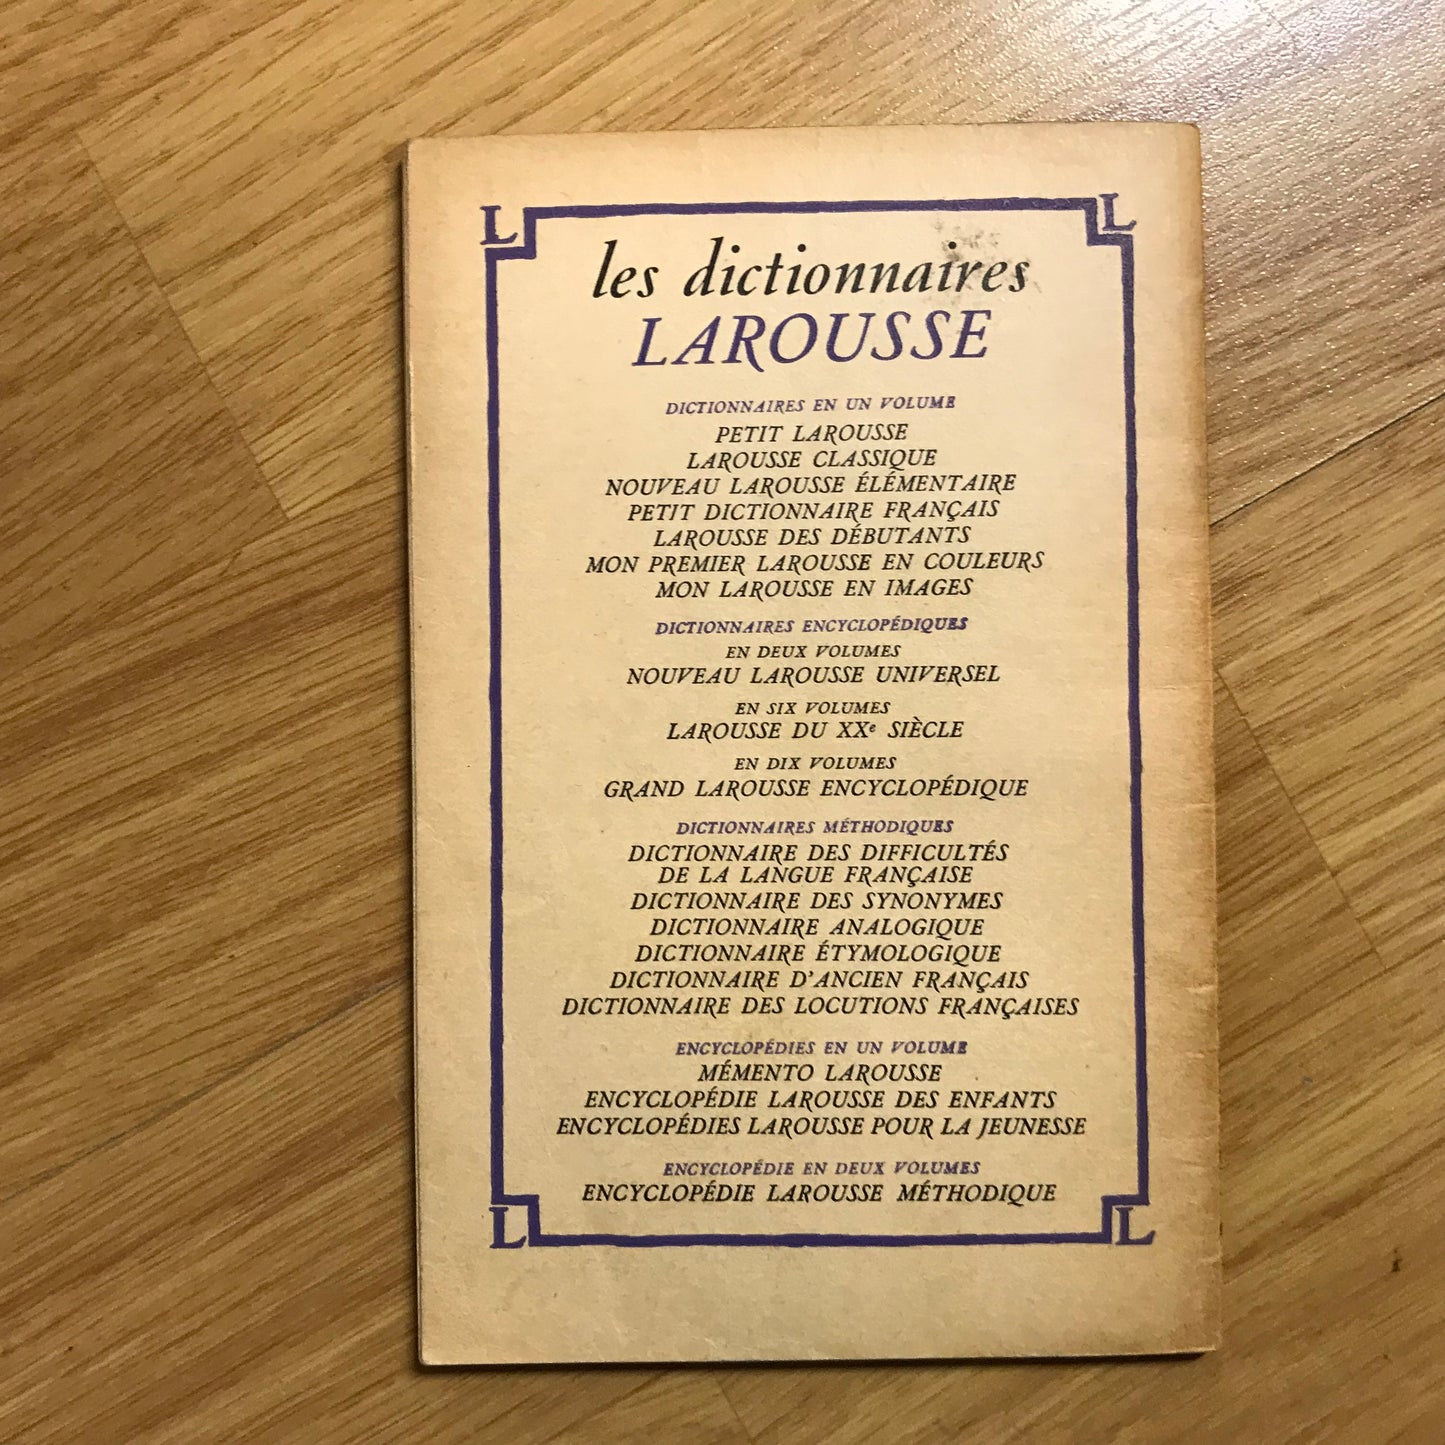 L L
les dictionnaires
LAROUSSE
DICTIONNAIRES EN UN VOLUME
PETIT LAROUSSE
LAROUSSE CLASSIQUE
NOUVEAU LAROUSSE ÉLÉMENTAIRE
PETIT DICTIONNAIRE FRANÇAIS
LAROUSSE DES DÉBUTANTS
MON PREMIER LAROUSSE EN COULEURS
MON LAROUSSE EN IMAGES
DICTIONNAIRES ENCYCLOPÉDIQUES
EN DEUX VOLUMES
NOUVEAU LAROUSSE UNIVERSEL
EN SIX VOLUMES
LAROUSSE DU XXe SIÈCLE
EN DIX VOLUMES
GRAND LAROUSSE ENCYCLOPÉDIQUE
DICTIONNAIRES MÉTHODIQUES
DICTIONNAIRE DES DIFFICULTÉS
DE LA LANGUE FRANÇAISE
DICTIONNAIRE DES SYNONYMES
DICTIONNAIRE ANALOGIQUE
DICTIONNAIRE ÉTYMOLOGIQUE
DICTIONNAIRE D'ANCIEN FRANÇAIS
DICTIONNAIRE DES LOCUTIONS FRANÇAISES
ENCYCLOPÉDIES EN UN VOLUME
MÉMENTO LAROUSSE
ENCYCLOPÉDIE LAROUSSE DES ENFANTS
ENCYCLOPÉDIES LAROUSSE POUR LA JEUNESSE
ENCYCLOPÉDIE EN DEUX VOLUMES
ENCYCLOPÉDIE LAROUSSE MÉTHODIQUE
L L